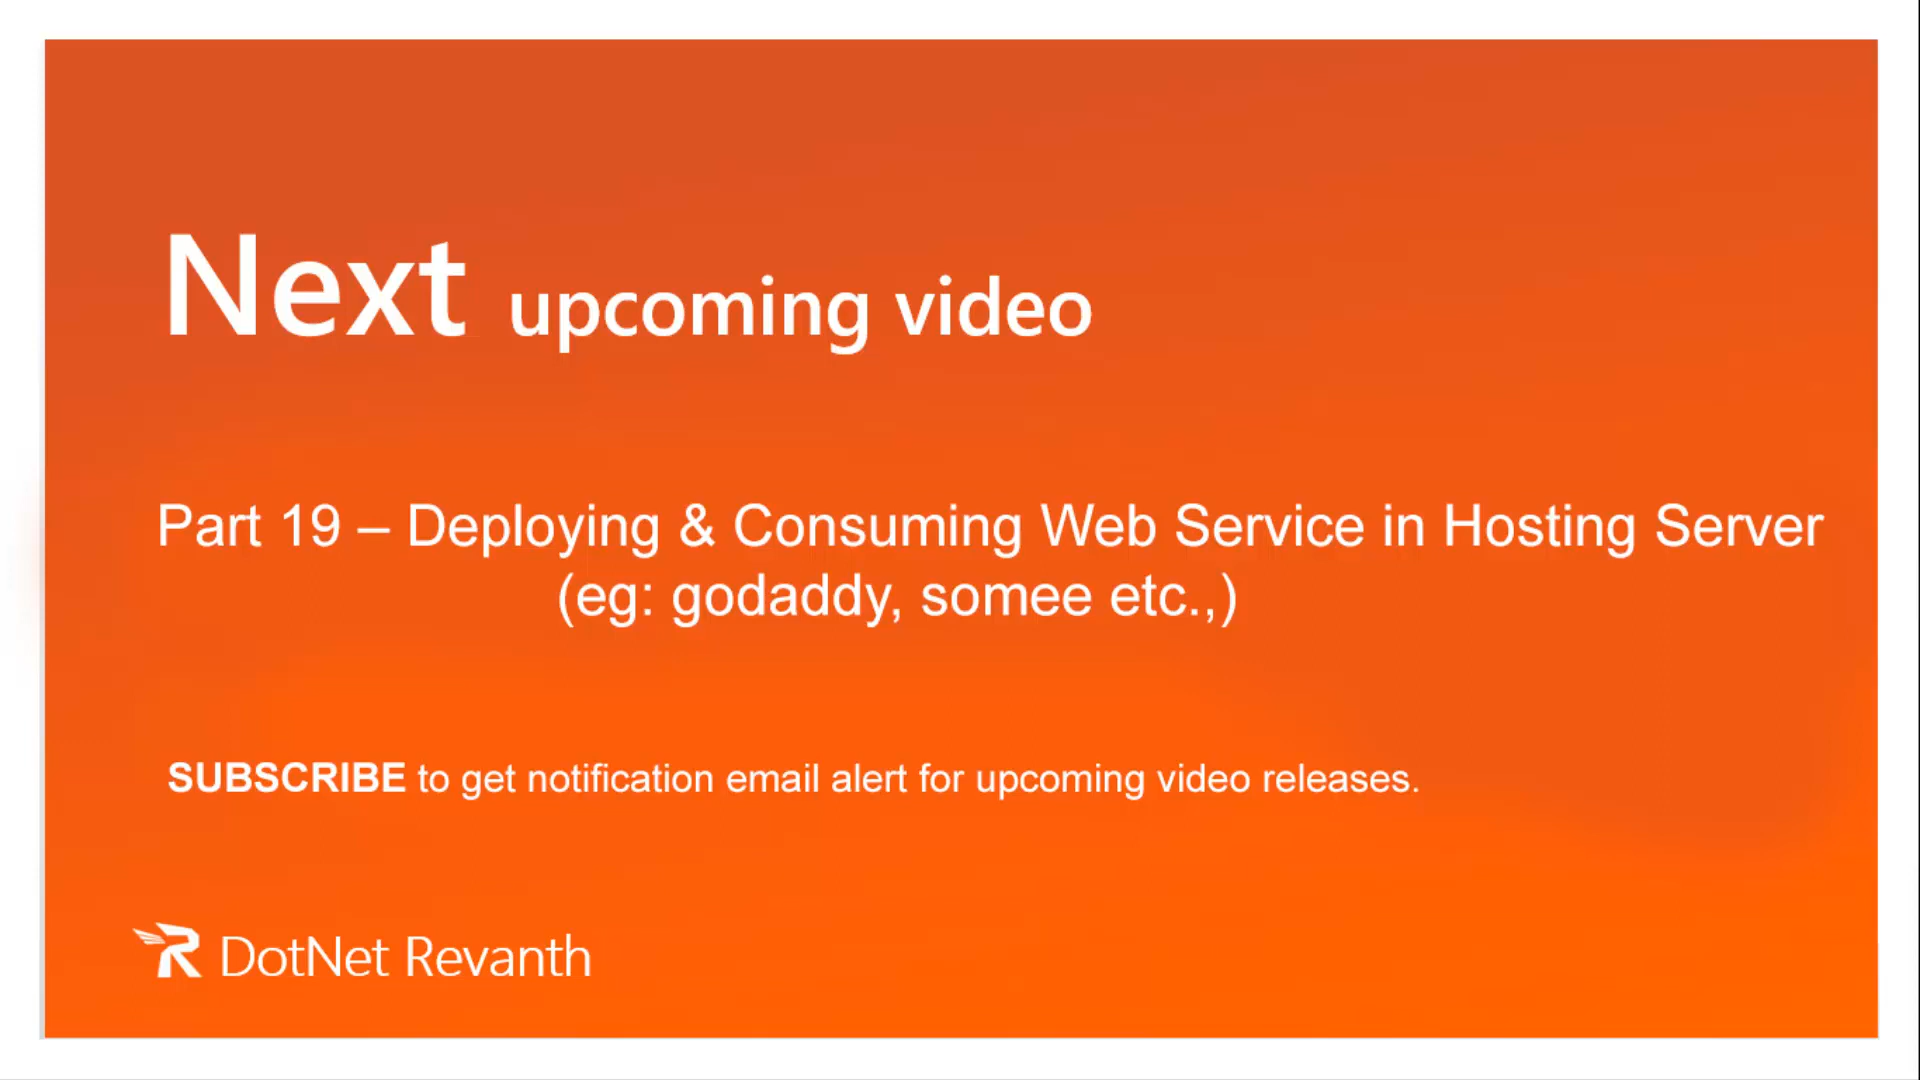 Next upcoming video
Part 19 – Deploying & Consuming Web Service in Hosting Server
(eg: godaddy, somee etc.,)
SUBSCRIBE to get notification email alert for upcoming video releases.
DotNet Revanth